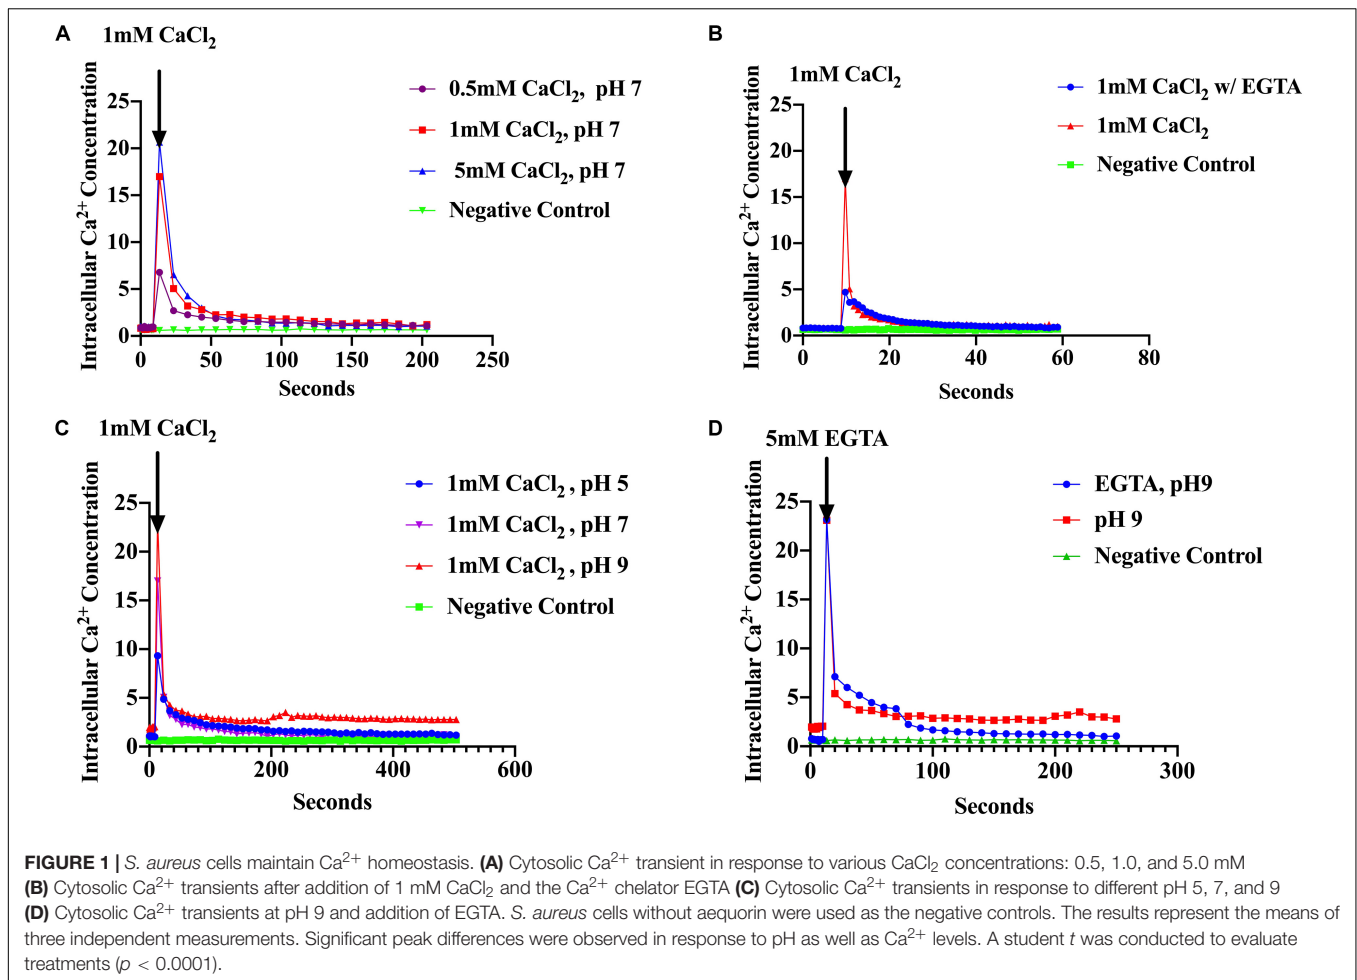 A
1mM CaCl2
Intracellular Ca2+ Concentration
25
20
15
10
5
0
0 50 100 150 200 250
Seconds
0.5mM CaCl2, pH 7
1mM CaCl2, pH 7
5mM CaCl2, pH 7
Negative Control
B
1mM CaCl2
Intracellular Ca2+ Concentration
25
20
15
10
5
0
0 20 40 60 80
Seconds
1mM CaCl2 w/ EGTA
1mM CaCl2
Negative Control
C
1mM CaCl2
Intracellular Ca2+ Concentration
25
20
15
10
5
0
0 200 400 600
Seconds
1mM CaCl2 , pH 5
1mM CaCl2 , pH 7
1mM CaCl2 , pH 9
Negative Control
D
5mM EGTA
Intracellular Ca2+ Concentration
25
20
15
10
5
0
0 100 200 300
Seconds
EGTA, pH9
pH 9
Negative Control
FIGURE 1 | S. aureus cells maintain Ca2+ homeostasis. (A) Cytosolic Ca2+ transient in response to various CaCl2 concentrations: 0.5, 1.0, and 5.0 mM
(B) Cytosolic Ca2+ transients after addition of 1 mM CaCl2 and the Ca2+ chelator EGTA (C) Cytosolic Ca2+ transients in response to different pH 5, 7, and 9
(D) Cytosolic Ca2+ transients at pH 9 and addition of EGTA. S. aureus cells without aequorin were used as the negative controls. The results represent the means of
three independent measurements. Significant peak differences were observed in response to pH as well as Ca2+ levels. A student t was conducted to evaluate
treatments (p < 0.0001).